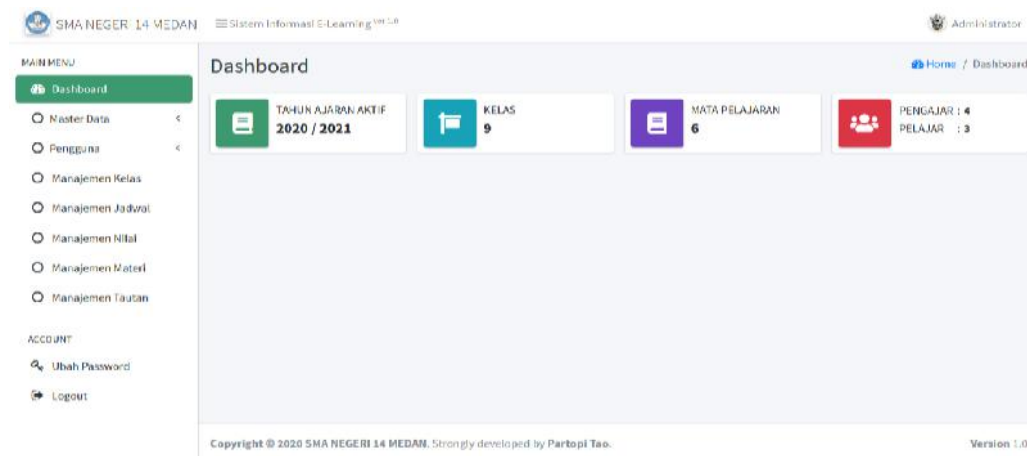 SMA NEGERI 14 MEDAN
Sistem Informasi E-Learning Ver 1.0
Administrator
MAIN MENU
Dashboard
Master Data
Pengguna
Manajemen Kelas
Manajemen Jadwal
Manajemen Nilai
Manajemen Materi
Manajemen Tautan
ACCOUNT
Ubah Password
Logout
Dashboard
Home / Dashboard
TAHUN AJARAN AKTIF
2020 / 2021
KELAS
9
MATA PELAJARAN
6
PENGAJAR : 4
PELAJAR : 3
Copyright © 2020 SMA NEGERI 14 MEDAN. Strongly developed by Partopi Tao.
Version 1.0